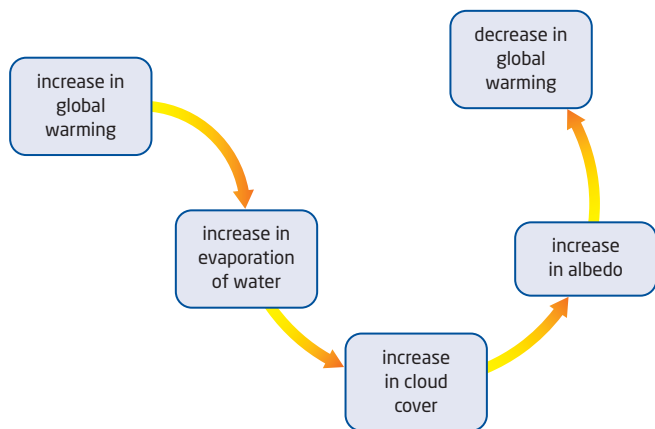 increase in
global
warming
increase in
evaporation
of water
increase
in cloud
cover
increase
in albedo
decrease in
global
warming